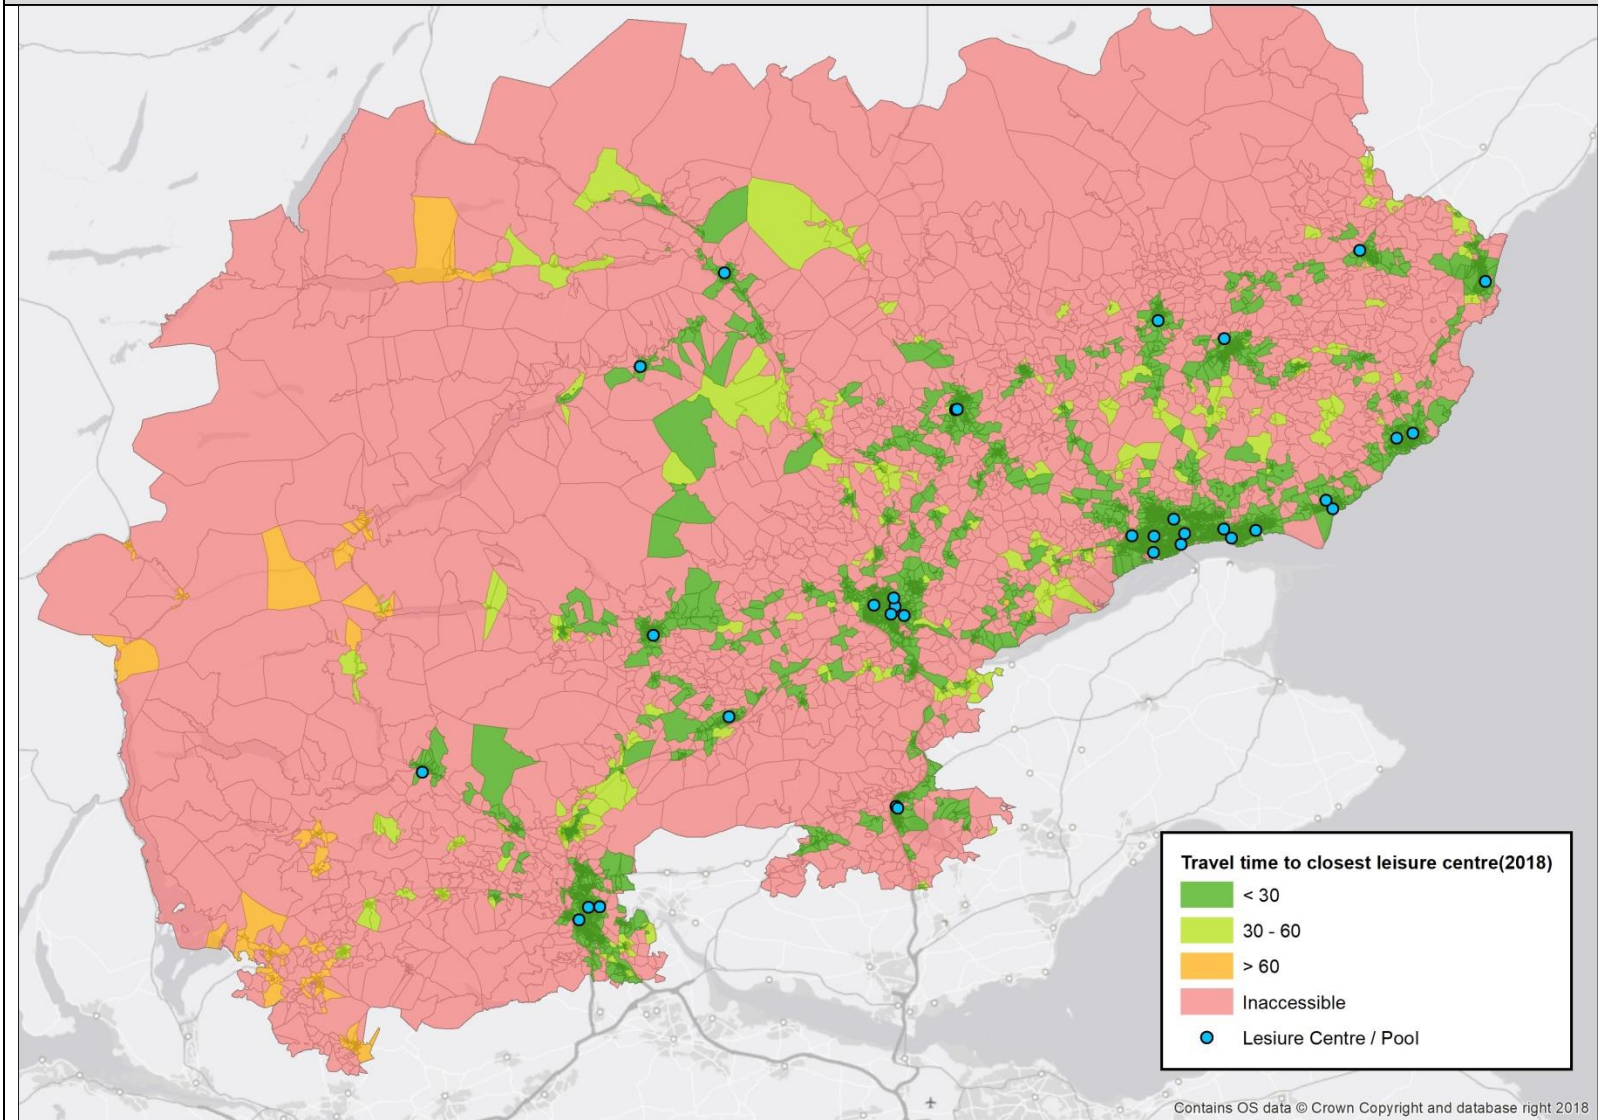 Travel time to closest leisure centre(2018)
< 30
30 - 60
> 60
Inaccessible
Lesiure Centre / Pool
Contains OS data © Crown Copyright and database right 2018